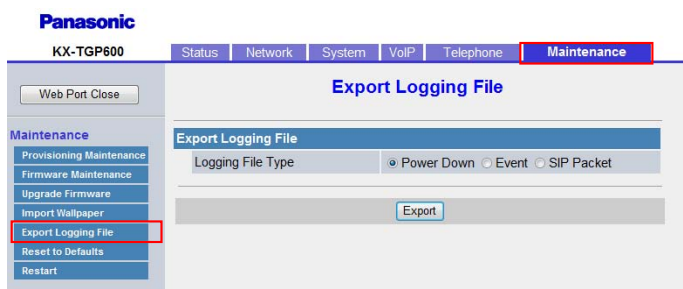 Panasonic
KX-TGP600
Status Network System VoIP Telephone Maintenance
Web Port Close
Export Logging File
Maintenance
Provisioning Maintenance
Firmware Maintenance
Upgrade Firmware
Import Wallpaper
Export Logging File
Reset to Defaults
Restart
Export Logging File
Logging File Type Power Down Event SIP Packet
Export